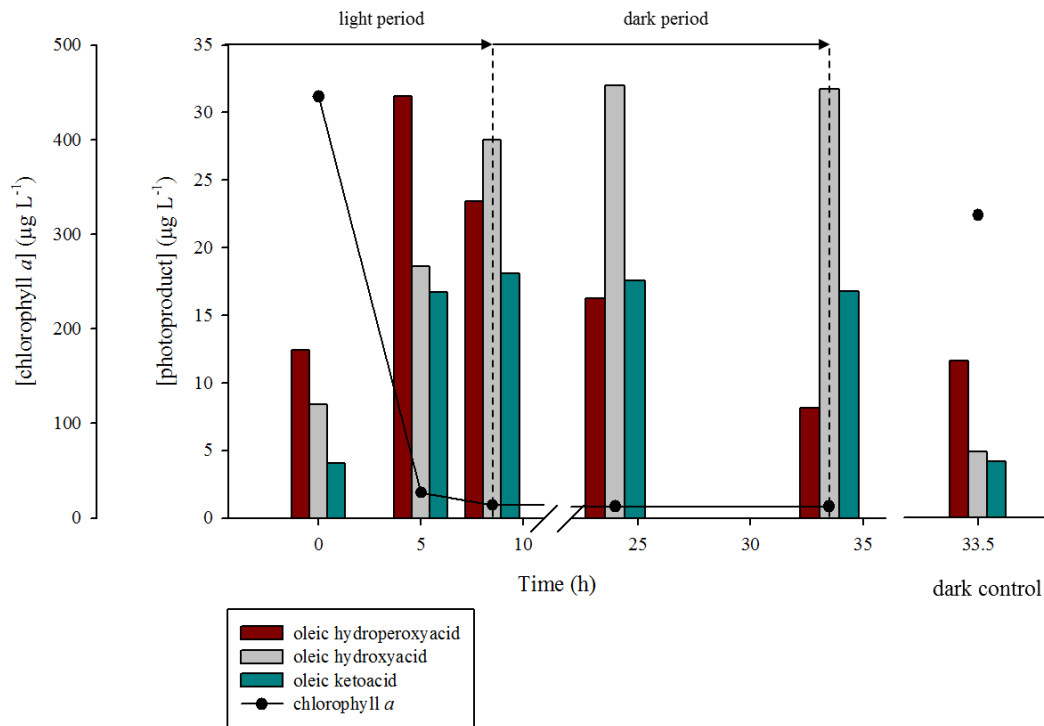 light period
dark period
[chlorophyll a] (µg L-1)
500
400
300
200
100
0
[photoproduct] (µg L-1)
35
30
25
20
15
10
5
0
0
5
10
25
30
35
33.5
Time (h)
dark control
oleic hydroperoxyacid
oleic hydroxyacid
oleic ketoacid
chlorophyll a